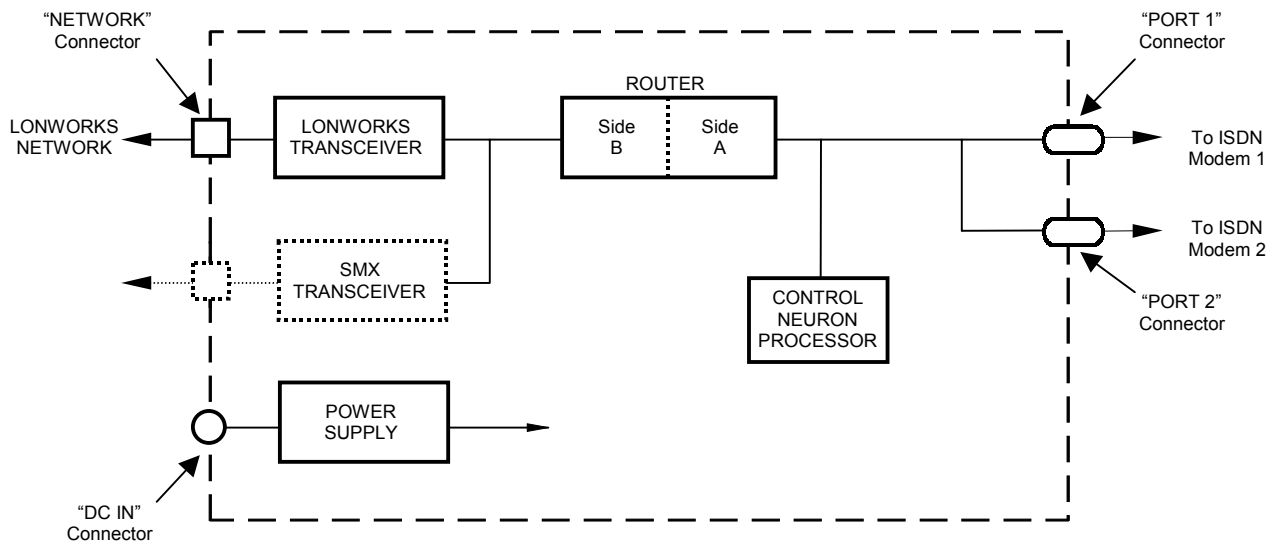 “NETWORK”
Connector
“PORT 1”
Connector
ROUTER
LONWORKS
NETWORK
LONWORKS
TRANSCEIVER
Side
B
Side
A
To ISDN
Modem 1
To ISDN
Modem 2
SMX
TRANSCEIVER
CONTROL
NEURON
PROCESSOR
“PORT 2”
Connector
POWER
SUPPLY
“DC IN”
Connector